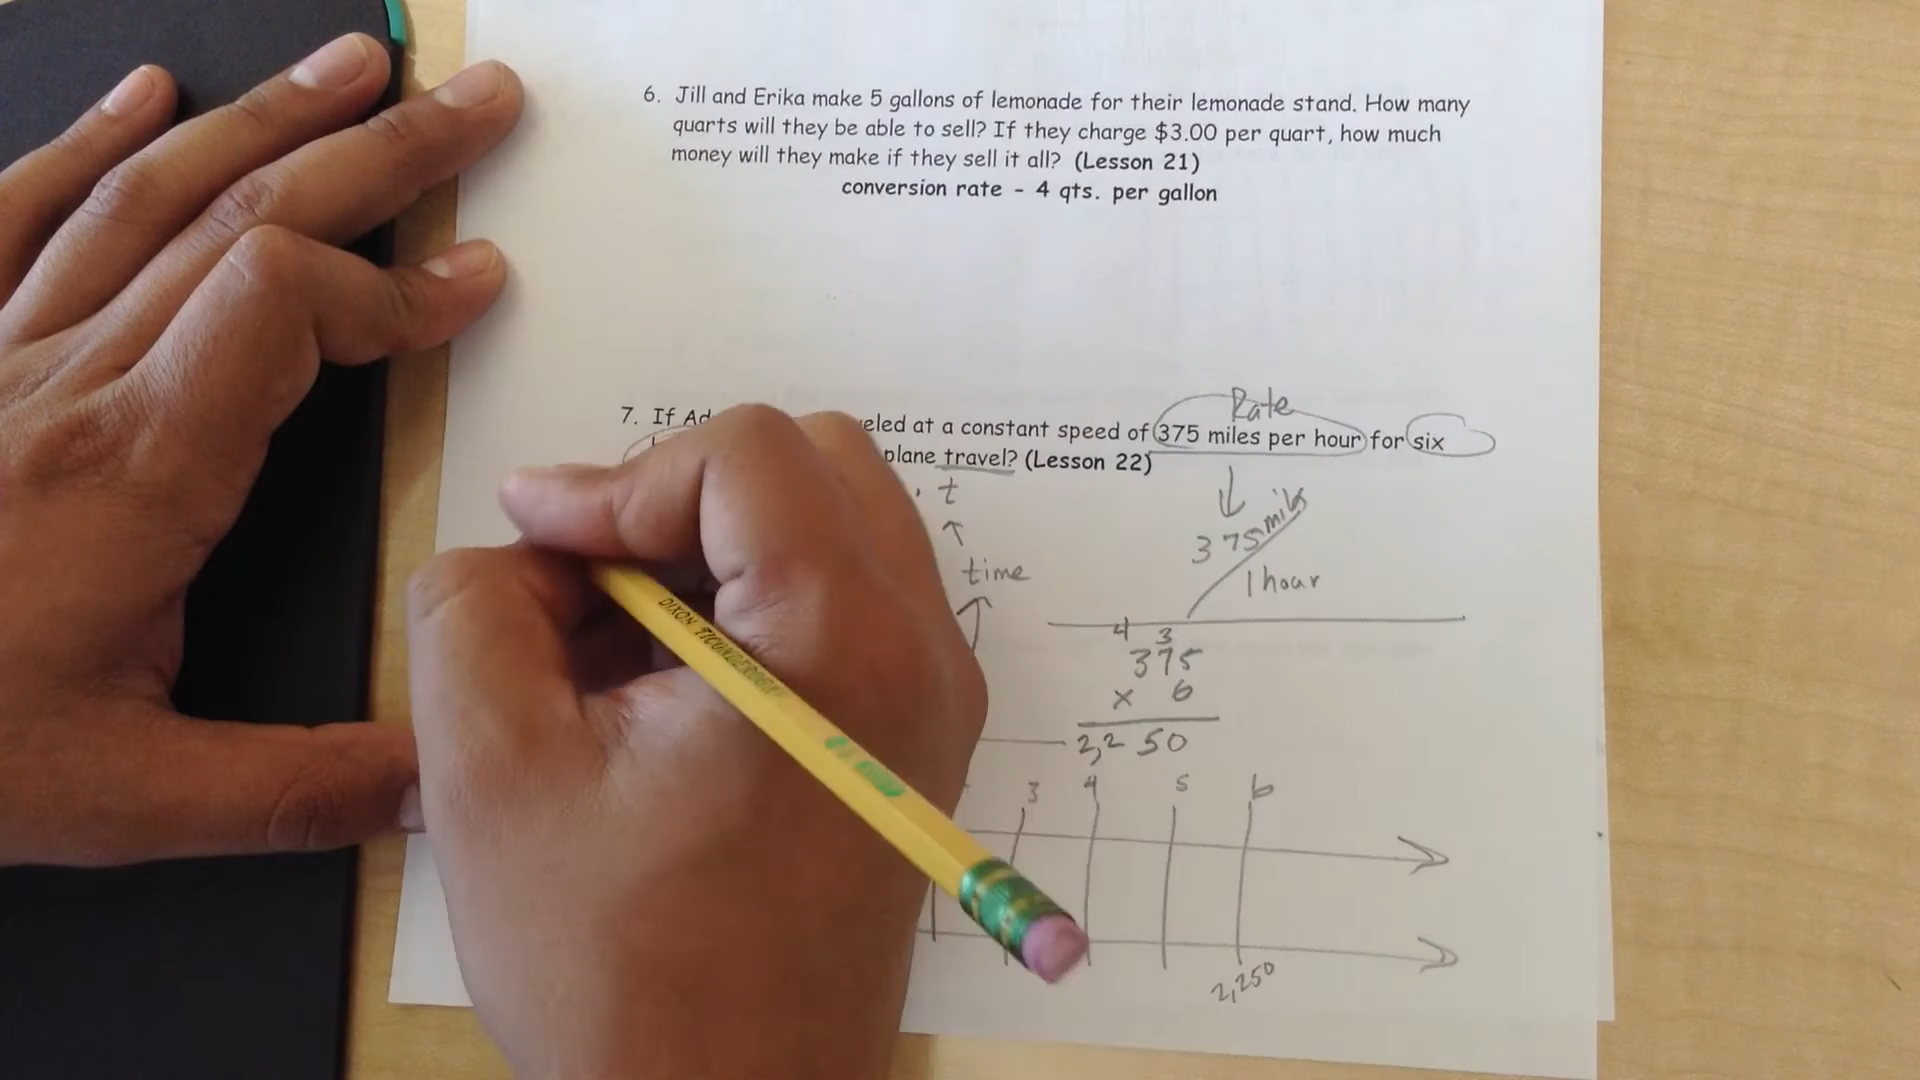 6. Jill and Erika make 5 gallons of lemonade for their lemonade stand. How many
quarts will they be able to sell? If they charge $3.00 per quart, how much
money will they make if they sell it all? (Lesson 21)
conversion rate - 4 qts. per gallon
Rate
7. If Ad eled at a constant speed of 375 miles per hour for six
plane travel? (Lesson 22)
t
375 miles
time
1 hour
4 3
375
x 6
2,250
3 4 5 6
2,250
DIXON TICONDEROGA